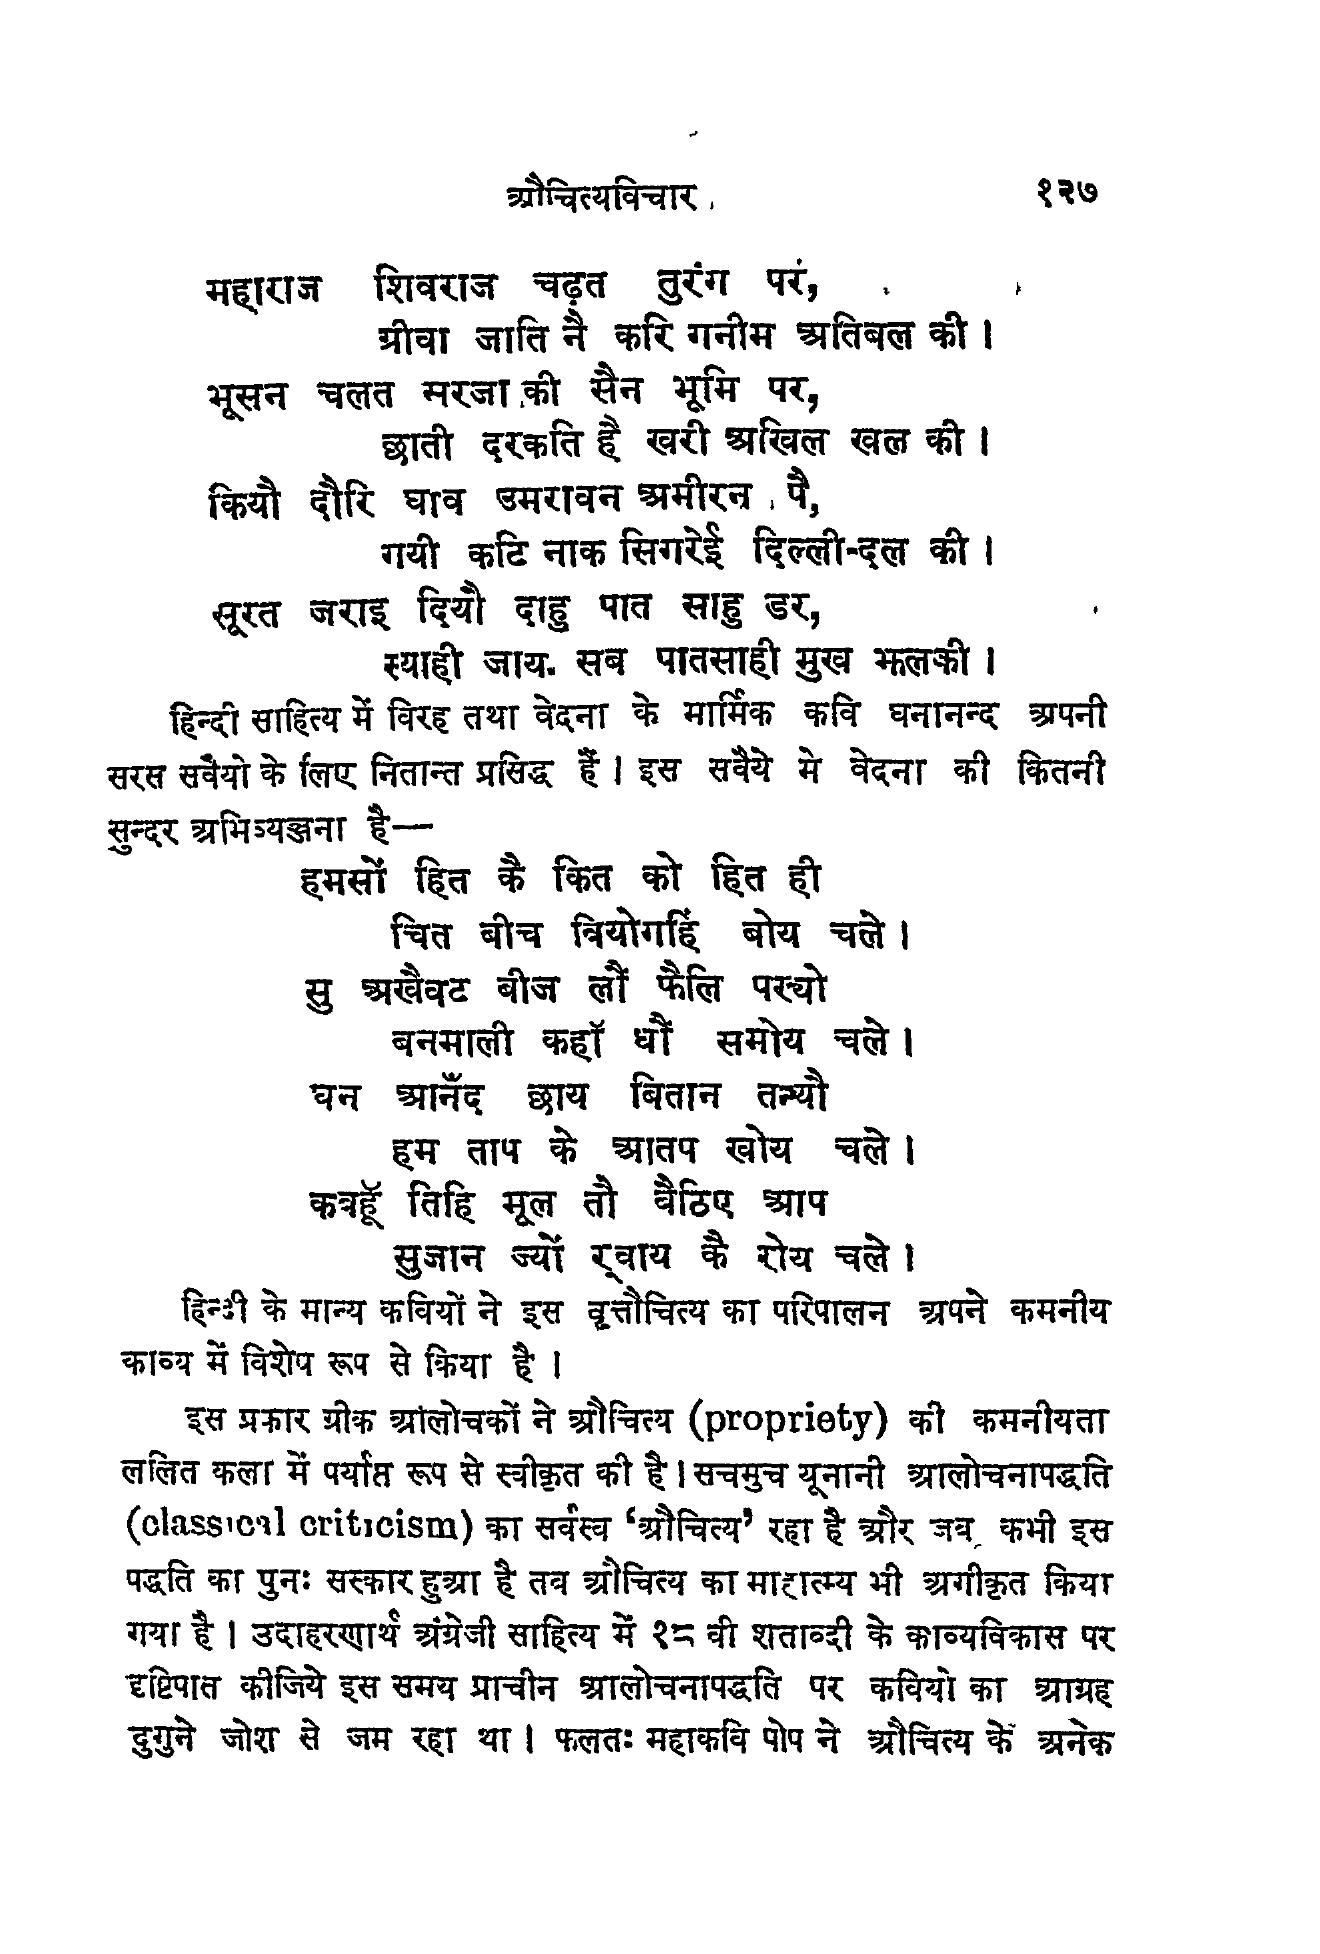 औचित्यविचार १२७
महाराज शिवराज चढ़त तुरंग पर,
ग्रीवा जाति नै करि गनीम अतिबल की।
भूसन चलत सरजा की सैन भूमि पर,
छाती दरकति है खरी अखिल खल की।
कियौ दौरि घाव उमरावन अमीरन पै,
गयी कटि नाक सिगरेई दिल्ली-दल की।
सूरत जराइ दियौ दाहु पात साहु डर,
स्याही जाय. सब पातसाही मुख झलकी।
हिन्दी साहित्य में विरह तथा वेदना के मार्मिक कवि घनानन्द अपनी
सरस सवैयो के लिए नितान्त प्रसिद्ध हैं। इस सवैये मे वेदना की कितनी
सुन्दर अभिव्यञ्जना है—
हमसों हित कै कित को हित ही
चित बीच वियोगहिं बोय चले।
सु अखैवट बीज लौं फैलि परयो
बनमाली कहाँ धौं समोय चले।
घन आनँद छाय बितान तन्यौ
हम ताप के आतप खोय चले।
कबहूँ तिहि मूल तौ बैठिए आप
सुजान ज्यों र्‌वाय कै रोय चले।
हिन्दी के मान्य कवियों ने इस वृत्तौचित्य का परिपालन अपने कमनीय
काव्य में विशेष रूप से किया है।
इस प्रकार ग्रीक आलोचकों ने औचित्य (propriety) की कमनीयता
ललित कला में पर्याप्त रूप से स्वीकृत की है। सचमुच यूनानी आलोचनापद्धति
(classical criticism) का सर्वस्व ‘औचित्य’ रहा है और जब कभी इस
पद्धति का पुनः सस्कार हुआ है तब औचित्य का माहात्म्य भी अगीकृत किया
गया है। उदाहरणार्थ अंग्रेजी साहित्य में १८ वी शताब्दी के काव्यविकास पर
दृष्टिपात कीजिये इस समय प्राचीन आलोचनापद्धति पर कवियो का आग्रह
दुगुने जोश से जम रहा था। फलतः महाकवि पोप ने औचित्य के अनेक